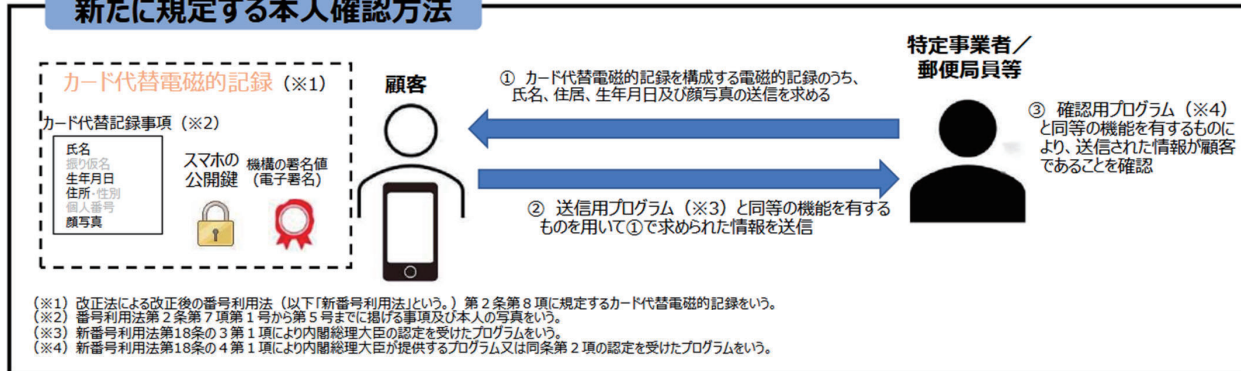 新たに規定する本人確認方法
カード代替電磁的記録（※1）
カード代替記録事項（※2）
氏名
振り仮名
生年月日
住所・性別
個人番号
顔写真
スマホの
公開鍵
機構の署名値
(電子署名)
顧客
① カード代替電磁的記録を構成する電磁的記録のうち、
氏名、住居、生年月日及び顔写真の送信を求める
② 送信用プログラム（※3）と同等の機能を有する
ものを用いて①で求められた情報を送信
特定事業者／
郵便局員等
③ 確認用プログラム（※4）
と同等の機能を有するものに
より、送信された情報が顧客
であることを確認
（※1）改正法による改正後の番号利用法（以下「新番号利用法」という。）第２条第８項に規定するカード代替電磁的記録をいう。
（※2）番号利用法第２条第７項第１号から第５号までに掲げる事項及び本人の写真をいう。
（※3）新番号利用法第18条の３第１項により内閣総理大臣の認定を受けたプログラムをいう。
（※4）新番号利用法第18条の４第１項により内閣総理大臣が提供するプログラム又は同条第２項の認定を受けたプログラムをいう。